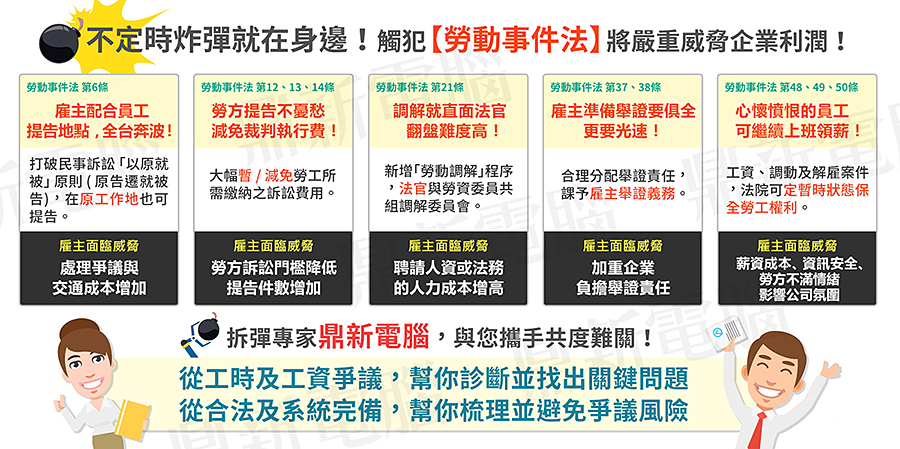 不定時炸彈就在身邊！觸犯【勞動事件法】將嚴重威脅企業利潤！
勞動事件法 第6條
雇主配合員工
提告地點，全台奔波！
打破民事訴訟「以原就
被」原則（原告遷就被
告），在原工作地也可
提告。
雇主面臨威脅
處理爭議與
交通成本增加
勞動事件法 第12、13、14條
勞方提告不憂愁
減免裁判執行費！
大幅暫 / 減免勞工所
需繳納之訴訟費用。
雇主面臨威脅
勞方訴訟門檻降低
提告件數增加
勞動事件法 第21條
調解就直面法官
翻盤難度高！
新增「勞動調解」程序
，法官與勞資委員共
組調解委員會。
雇主面臨威脅
聘請人資或法務
的人力成本增高
勞動事件法 第37、38條
雇主準備舉證要俱全
更要光速！
合理分配舉證責任，
課予雇主舉證義務。
雇主面臨威脅
加重企業
負擔舉證責任
勞動事件法 第48、49、50條
心懷憤恨的員工
可繼續上班領薪！
工資、調動及解雇案件
，法院可定暫時狀態保
全勞工權利。
雇主面臨威脅
薪資成本、資訊安全、
勞方不滿情緒
影響公司氛圍
拆彈專家鼎新電腦，與您攜手共度難關！
從工時及工資爭議，幫你診斷並找出關鍵問題
從合法及系統完備，幫你梳理並避免爭議風險
鼎新電腦